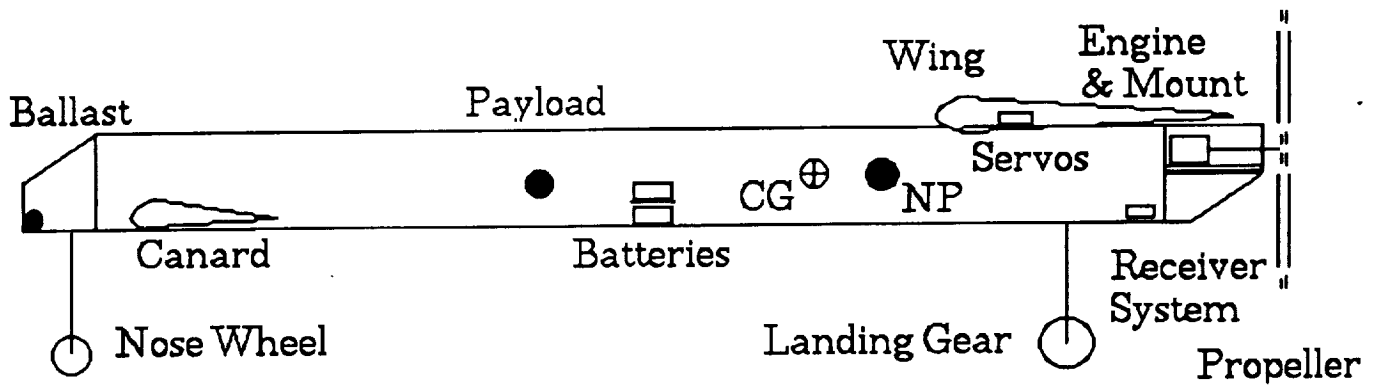 Ballast
Payload
Wing
Engine
& Mount
Servos
CG
NP
Canard
Batteries
Receiver
System
Nose Wheel
Landing Gear
Propeller